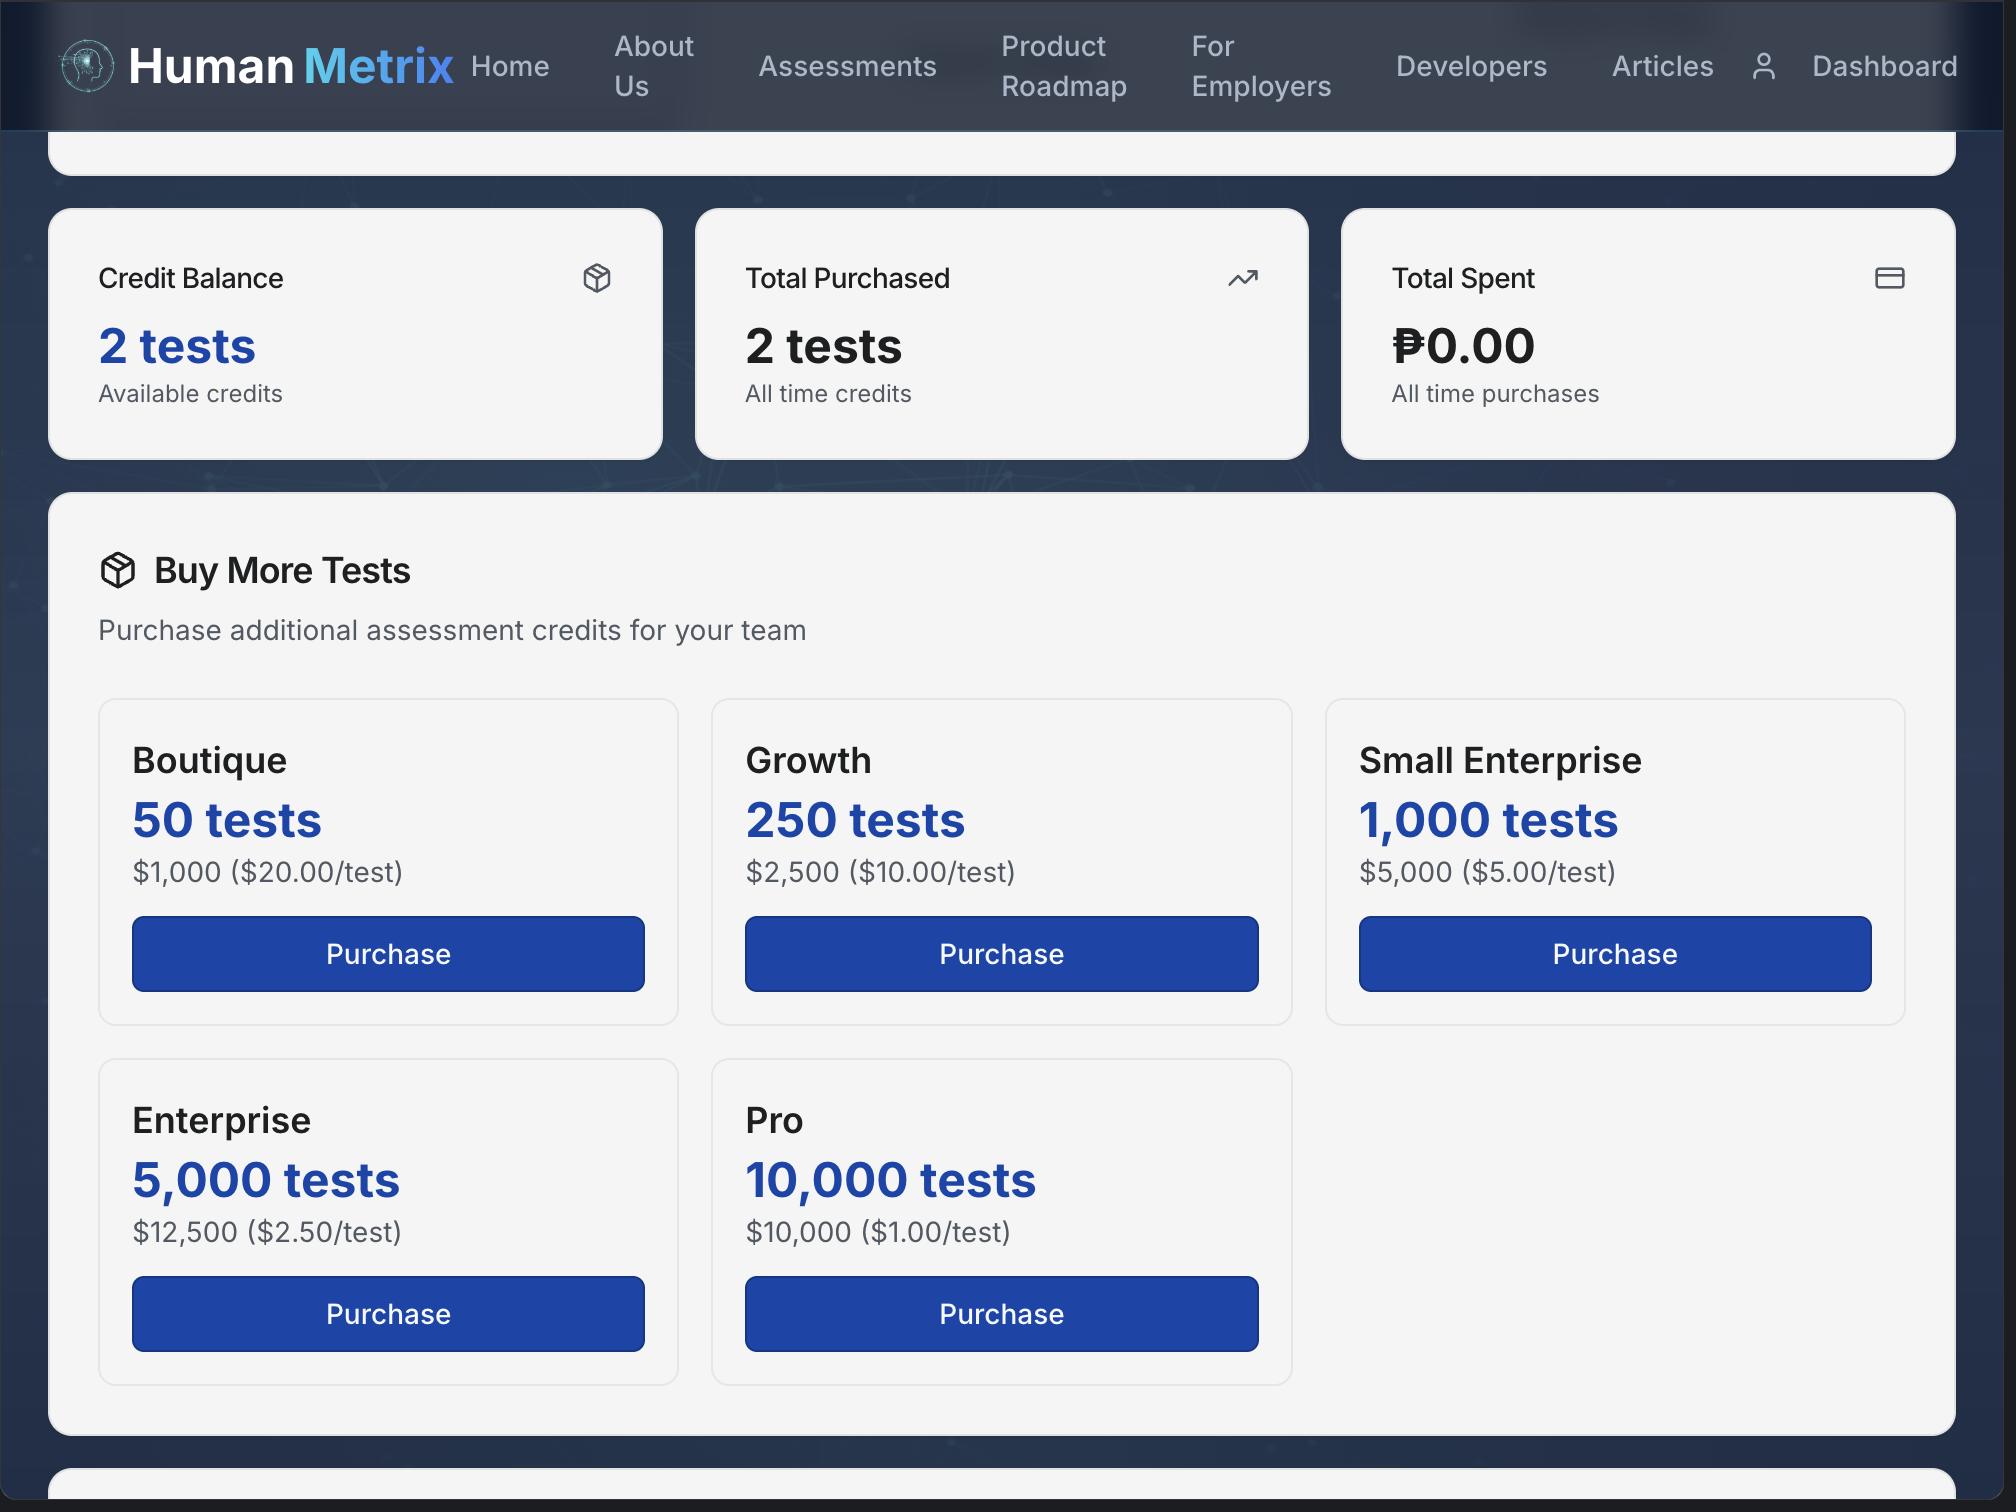 Human Metrix
Home
About
Us
Assessments
Product
Roadmap
For
Employers
Developers
Articles
Dashboard
Credit Balance
2 tests
Available credits
Total Purchased
2 tests
All time credits
Total Spent
₱0.00
All time purchases
Buy More Tests
Purchase additional assessment credits for your team
Boutique
50 tests
$1,000 ($20.00/test)
Purchase
Growth
250 tests
$2,500 ($10.00/test)
Purchase
Small Enterprise
1,000 tests
$5,000 ($5.00/test)
Purchase
Enterprise
5,000 tests
$12,500 ($2.50/test)
Purchase
Pro
10,000 tests
$10,000 ($1.00/test)
Purchase